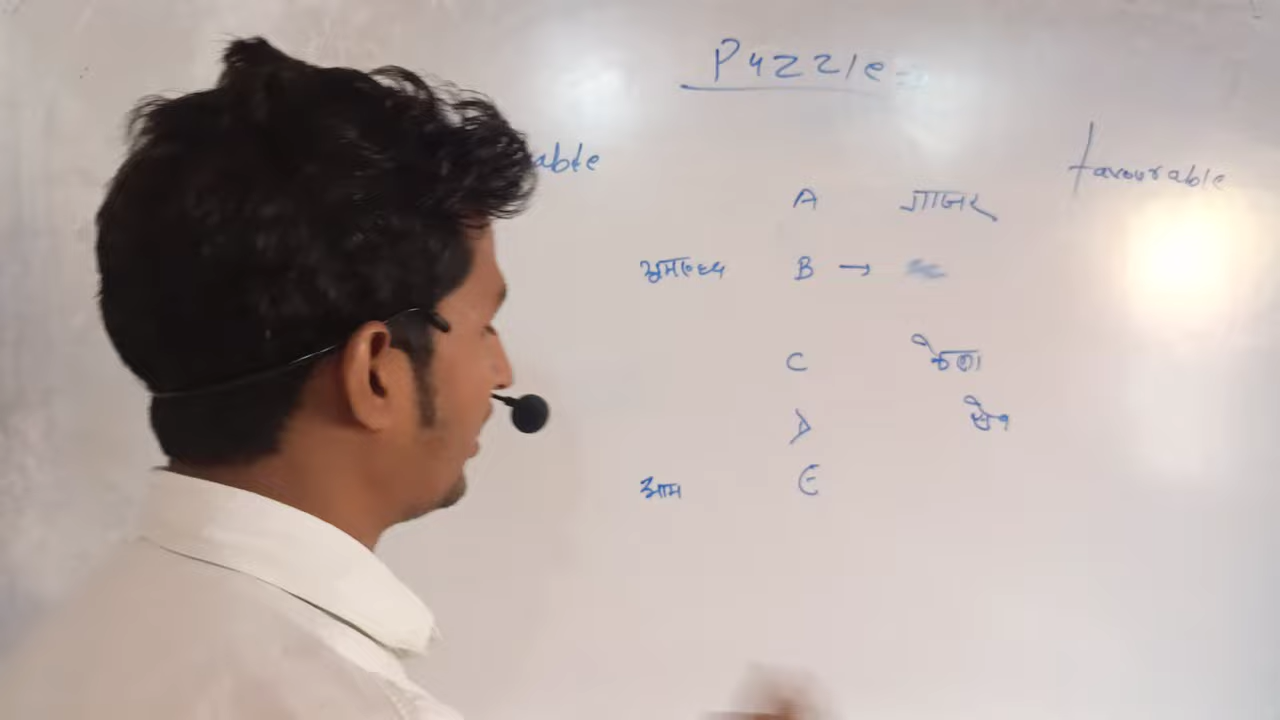 Puzzle
able favourable
A गाजर
अमरूद B →
C केला
D सेव
आम E